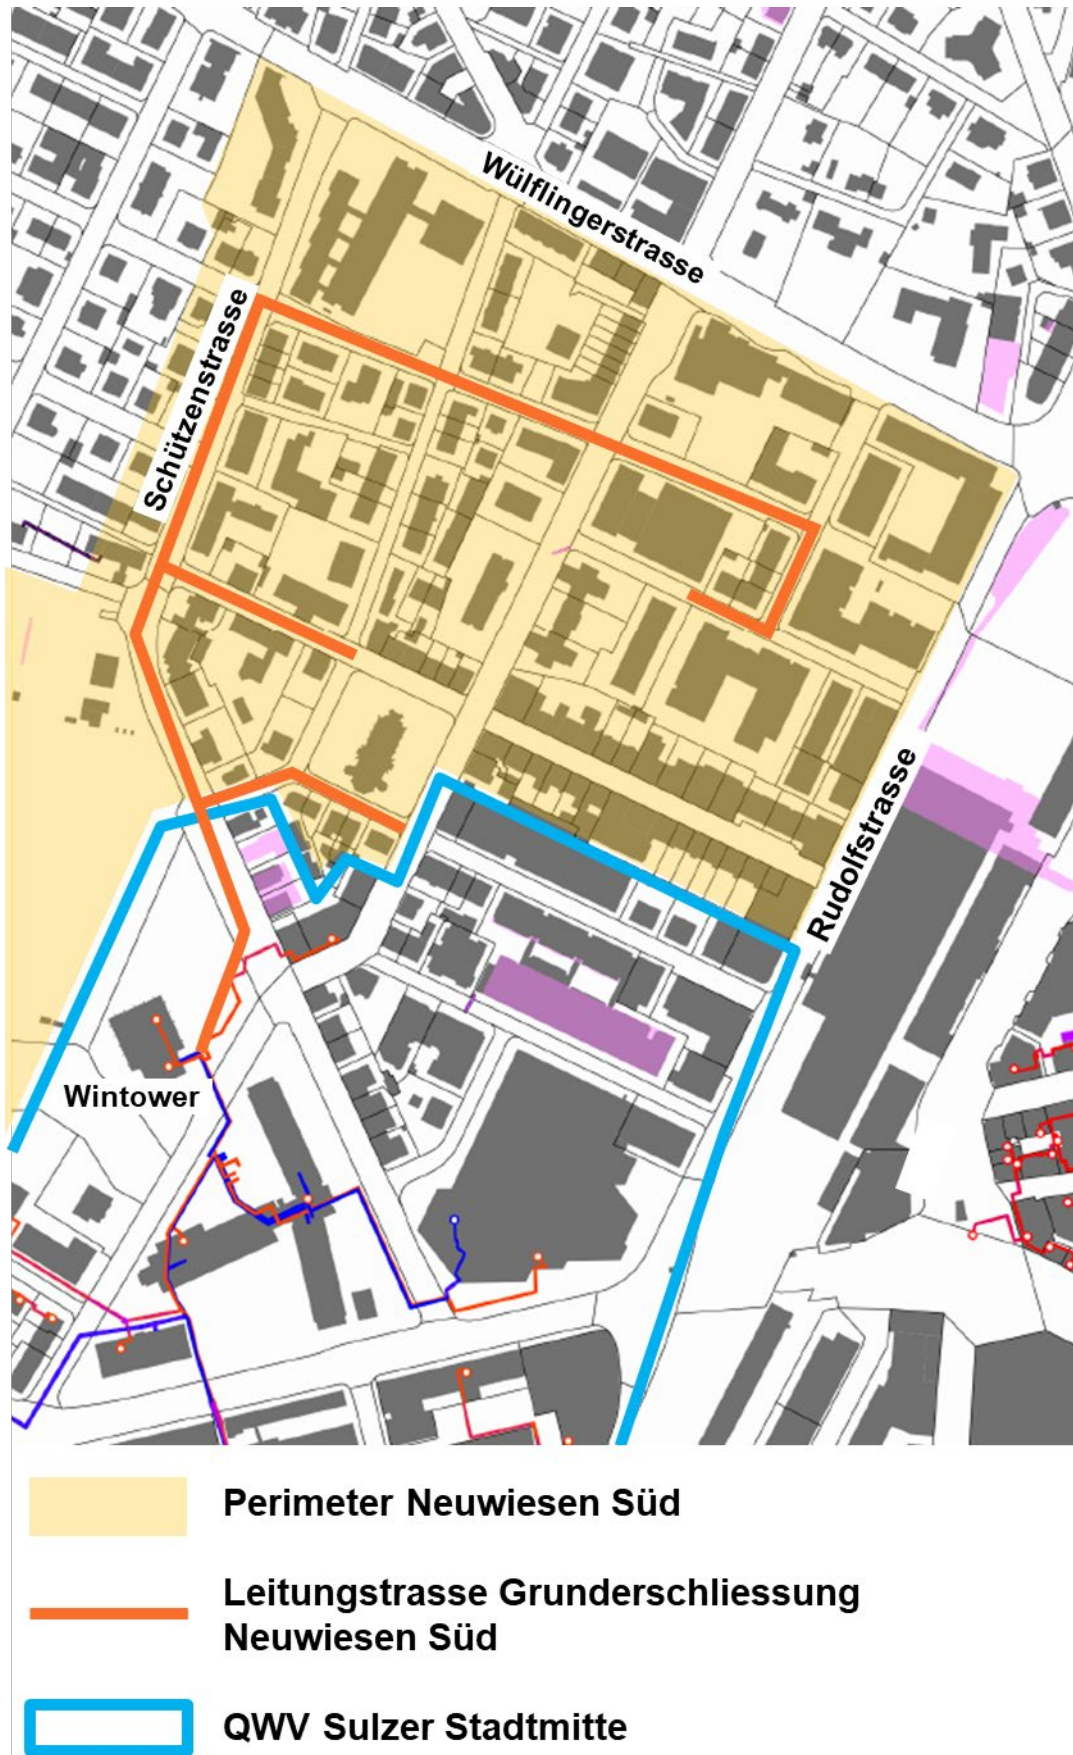 Wülflingerstrasse
Schützenstrasse
Rudolfstrasse
Wintower
Perimeter Neuwiesen Süd
Leitungstrasse Grunderschliessung
Neuwiesen Süd
QWV Sulzer Stadtmitte